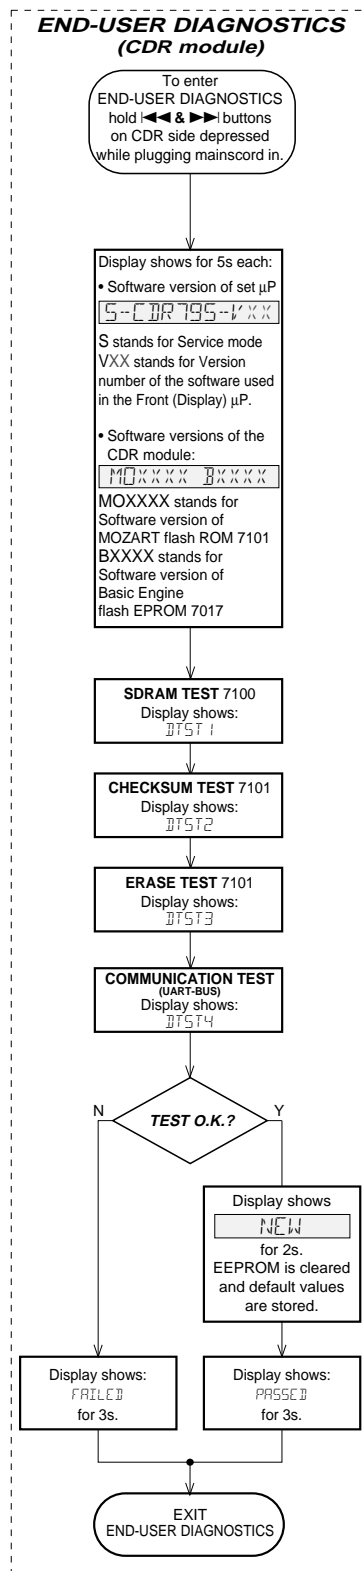 END-USER DIAGNOSTICS
(CDR module)
To enter
END-USER DIAGNOSTICS
hold |◀◀ & ▶▶| buttons
on CDR side depressed
while plugging mainscord in.
Display shows for 5s each:
• Software version of set µP
S-CDR795-VXX
S stands for Service mode
VXX stands for Version
number of the software used
in the Front (Display) µP.
• Software versions of the
CDR module:
MOXXXX BXXXX
MOXXXX stands for
Software version of
MOZART flash ROM 7101
BXXXX stands for
Software version of
Basic Engine
flash EPROM 7017
SDRAM TEST 7100
Display shows:
DTST1
CHECKSUM TEST 7101
Display shows:
DTST2
ERASE TEST 7101
Display shows:
DTST3
COMMUNICATION TEST
(UART-BUS)
Display shows:
DTST4
N
TEST O.K.?
Y
Display shows
NEW
for 2s.
EEPROM is cleared
and default values
are stored.
Display shows:
FAILED
for 3s.
Display shows:
PASSED
for 3s.
EXIT
END-USER DIAGNOSTICS